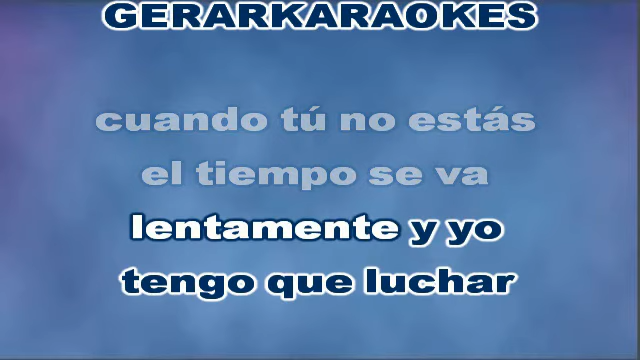 GERARKARAOKES
cuando tú no estás
el tiempo se va
lentamente y yo
tengo que luchar